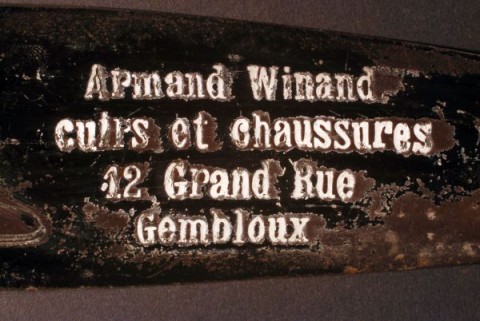 Armand Winand
cuirs et chaussures
12 Grand Rue
Gembloux